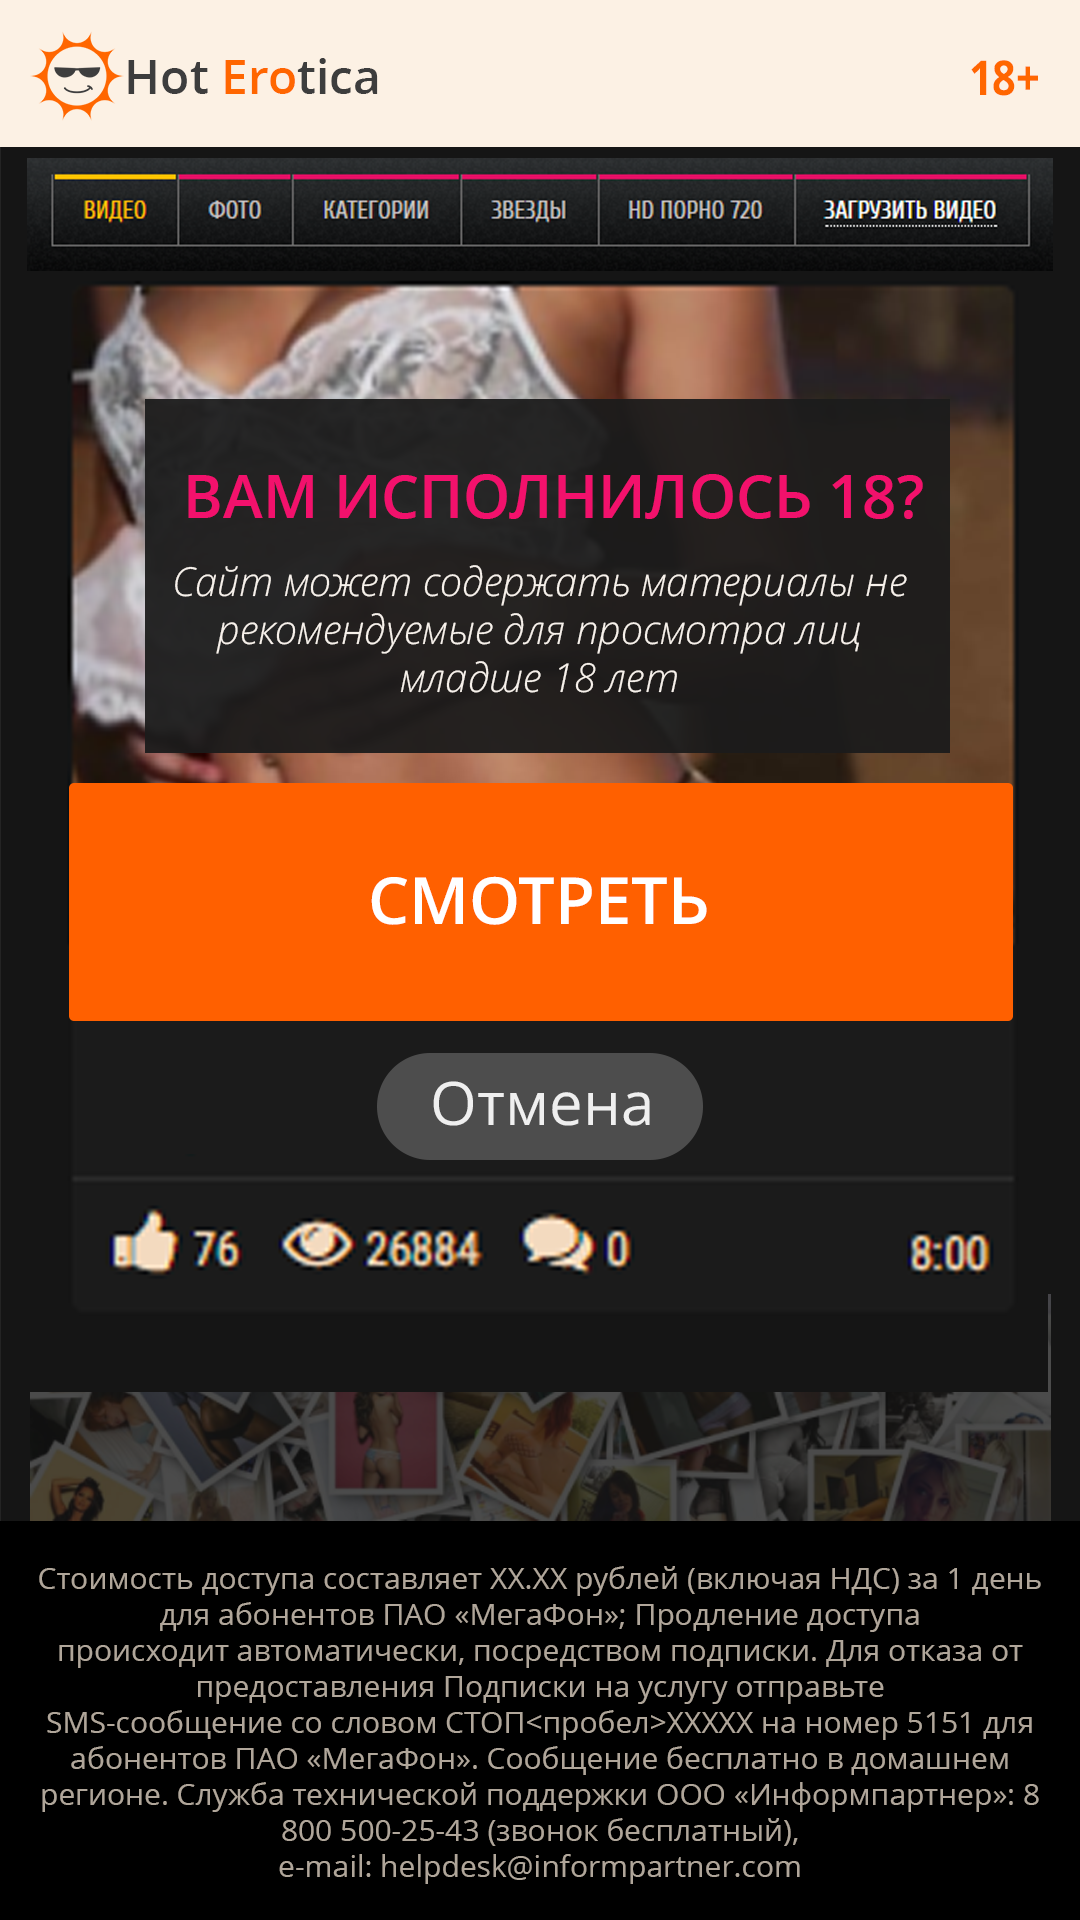 Hot Erotica
18+
ВИДЕО ФОТО КАТЕГОРИИ ЗВЕЗДЫ HD ПОРНО 720 ЗАГРУЗИТЬ ВИДЕО
ВАМ ИСПОЛНИЛОСЬ 18?
Сайт может содержать материалы не
рекомендуемые для просмотра лиц
младше 18 лет
СМОТРЕТЬ
Отмена
76 26884 0 8:00
Стоимость доступа составляет XX.XX рублей (включая НДС) за 1 день
для абонентов ПАО «МегаФон»; Продление доступа
происходит автоматически, посредством подписки. Для отказа от
предоставления Подписки на услугу отправьте
SMS-сообщение со словом СТОП<пробел>XXXXX на номер 5151 для
абонентов ПАО «МегаФон». Сообщение бесплатно в домашнем
регионе. Служба технической поддержки ООО «Информпартнер»: 8
800 500-25-43 (звонок бесплатный),
e-mail: helpdesk@informpartner.com